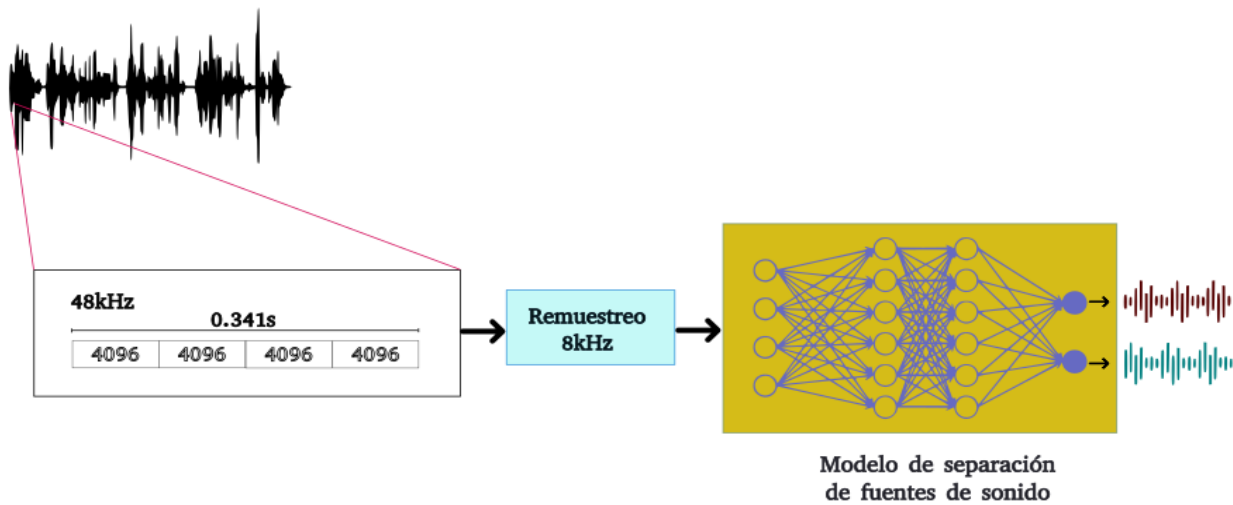 48kHz
0.341s
4096 4096 4096 4096
Remuestreo
8kHz
Modelo de separación
de fuentes de sonido